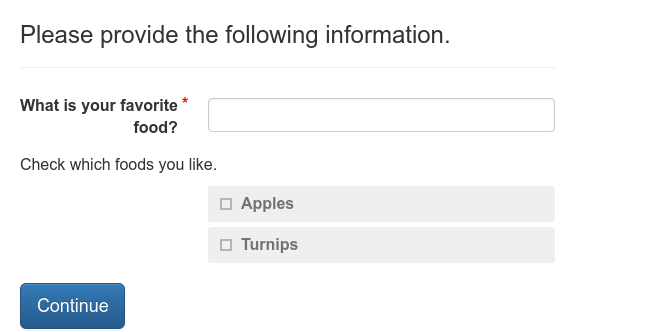 Please provide the following information.
What is your favorite *
food?
Check which foods you like.
Apples
Turnips
Continue